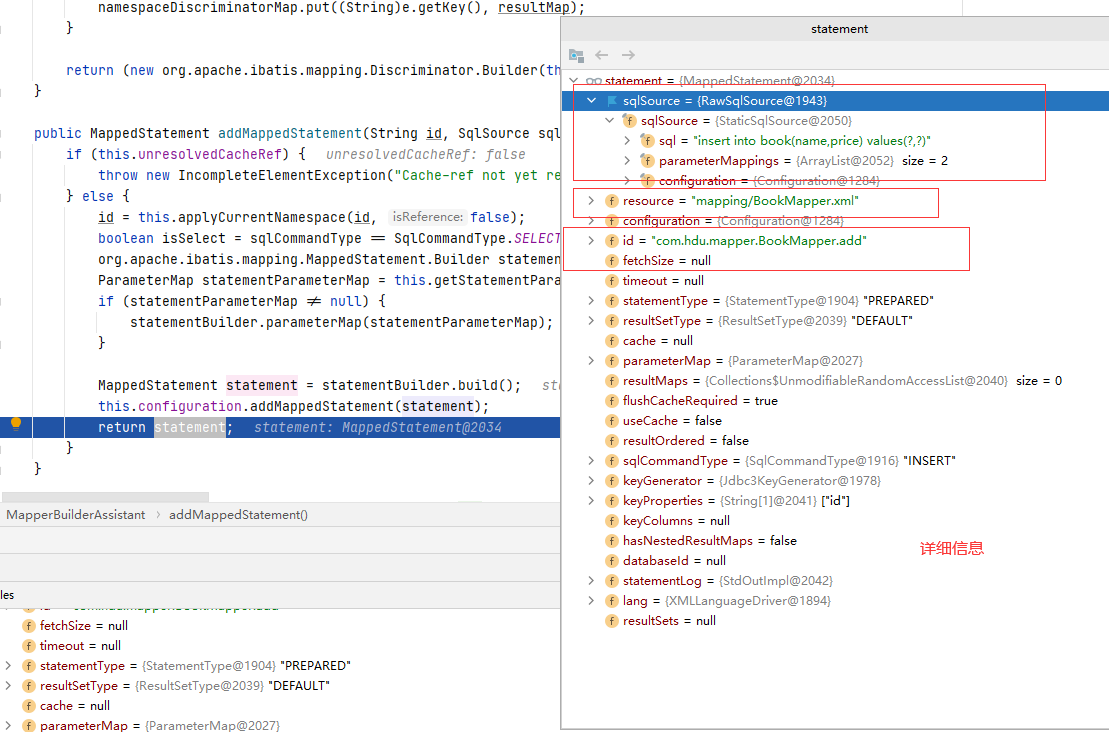 namespaceDiscriminatorMap.put((String)e.getKey(), resultMap);
}
return (new org.apache.ibatis.mapping.Discriminator.Builder(th
}
public MappedStatement addMappedStatement(String id, SqlSource sql
if (this.unresolvedCacheRef) { unresolvedCacheRef: false
throw new IncompleteElementException("Cache-ref not yet re
} else {
id = this.applyCurrentNamespace(id, isReference: false);
boolean isSelect = sqlCommandType == SqlCommandType.SELECT
org.apache.ibatis.mapping.MappedStatement.Builder statemen
ParameterMap statementParameterMap = this.getStatementPara
if (statementParameterMap ≠ null) {
statementBuilder.parameterMap(statementParameterMap);
}
MappedStatement statement = statementBuilder.build(); st
this.configuration.addMappedStatement(statement);
return statement; statement: MappedStatement@2034
}
}
MapperBuilderAssistant > addMappedStatement()
les
fetchSize = null
timeout = null
statementType = {StatementType@1904} "PREPARED"
resultSetType = {ResultSetType@2039} "DEFAULT"
cache = null
parameterMap = {ParameterMap@2027}
statement
statement = {MappedStatement@2034}
sqlSource = {RawSqlSource@1943}
sqlSource = {StaticSqlSource@2050}
sql = "insert into book(name,price) values(?,?)"
parameterMappings = {ArrayList@2052} size = 2
configuration = {Configuration@1284}
resource = "mapping/BookMapper.xml"
configuration = {Configuration@1284}
id = "com.hdu.mapper.BookMapper.add"
fetchSize = null
timeout = null
statementType = {StatementType@1904} "PREPARED"
resultSetType = {ResultSetType@2039} "DEFAULT"
cache = null
parameterMap = {ParameterMap@2027}
resultMaps = {Collections$UnmodifiableRandomAccessList@2040} size = 0
flushCacheRequired = true
useCache = false
resultOrdered = false
sqlCommandType = {SqlCommandType@1916} "INSERT"
keyGenerator = {Jdbc3KeyGenerator@1978}
keyProperties = {String[1]@2041} ["id"]
keyColumns = null
hasNestedResultMaps = false
databaseId = null
statementLog = {StdOutImpl@2042}
lang = {XMLLanguageDriver@1894}
resultSets = null
详细信息